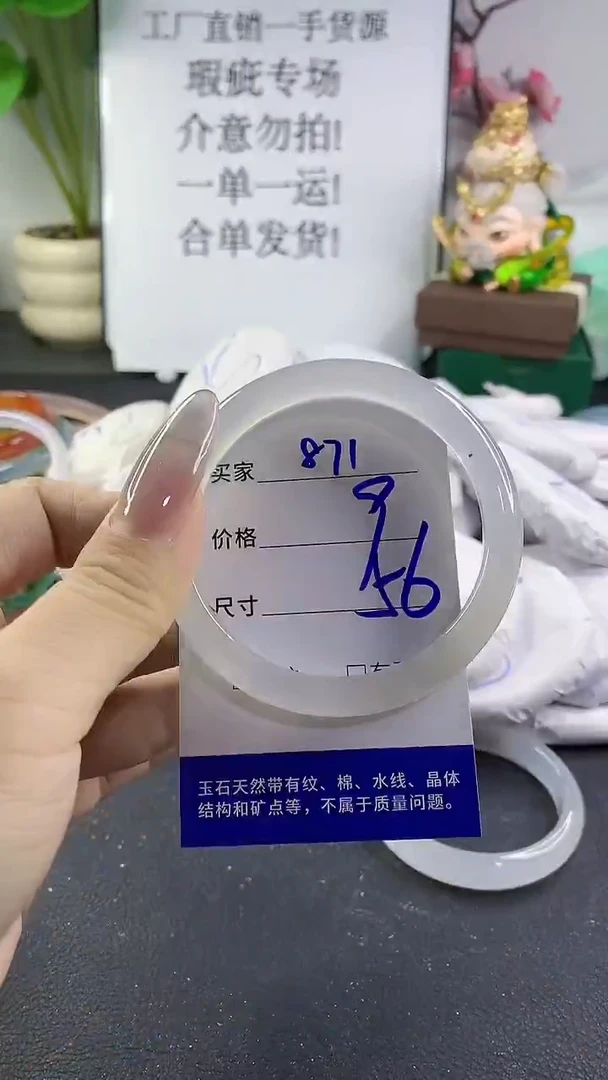 工厂直销一手货源
瑕疵专场
介意勿拍!
一单一运!
合单发货!
买家 871
价格
尺寸 56
玉石天然带有纹、棉、水线、晶体
结构和矿点等，不属于质量问题。